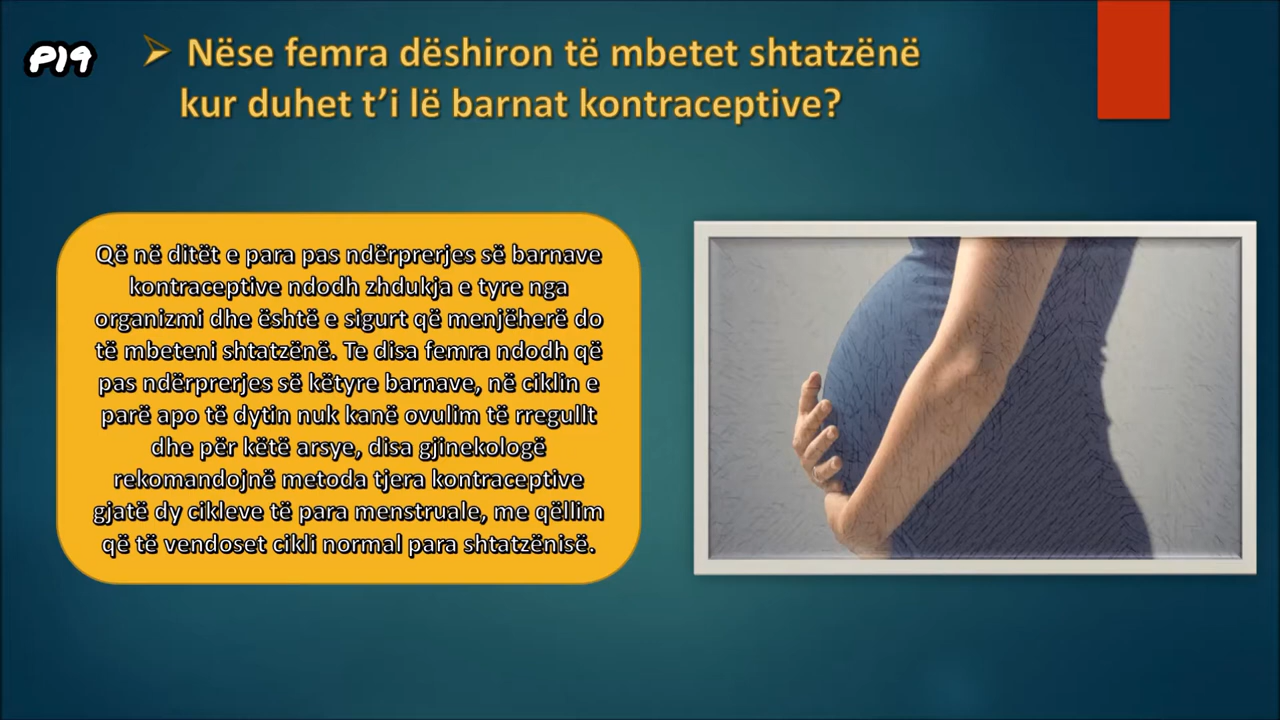 P19
➢ Nëse femra dëshiron të mbetet shtatzënë
kur duhet t’i lë barnat kontraceptive?
Që në ditët e para pas ndërprerjes së barnave
kontraceptive ndodh zhdukja e tyre nga
organizmi dhe është e sigurt që menjëherë do
të mbeteni shtatzënë. Te disa femra ndodh që
pas ndërprerjes së këtyre barnave, në ciklin e
parë apo të dytin nuk kanë ovulim të rregullt
dhe për këtë arsye, disa gjinekologë
rekomandojnë metoda tjera kontraceptive
gjatë dy cikleve të para menstruale, me qëllim
që të vendoset cikli normal para shtatzënisë.